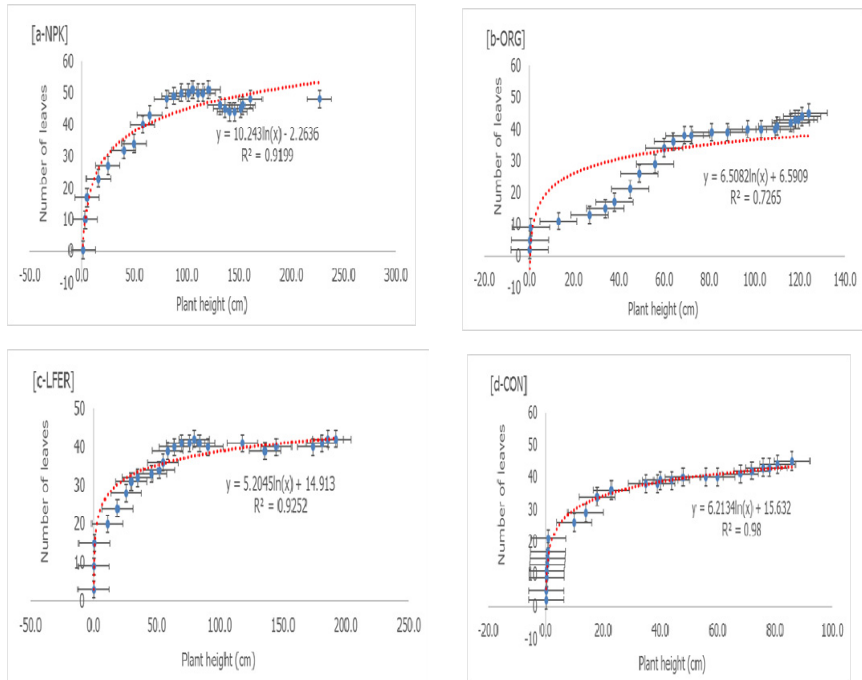 [a-NPK]
60
50
40
30
20
10
0
-10
Number of leaves
y = 10.243ln(x) - 2.2636
R² = 0.9199
-50.0 0.0 50.0 100.0 150.0 200.0 250.0 300.0
Plant height (cm)
[b-ORG]
60
50
40
30
20
10
0
-10
Number of leaves
y = 6.5082ln(x) + 6.5909
R² = 0.7265
-20.0 0.0 20.0 40.0 60.0 80.0 100.0 120.0 140.0
Plant height (cm)
[c-LFER]
50
40
30
20
10
0
Number of leaves
y = 5.2045ln(x) + 14.913
R² = 0.9252
-50.0 0.0 50.0 100.0 150.0 200.0 250.0
Plant height (cm)
[d-CON]
60
50
40
30
20
10
0
Number of leaves
y = 6.2134ln(x) + 15.632
R² = 0.98
-20.0 0.0 20.0 40.0 60.0 80.0 100.0
Plant height (cm)